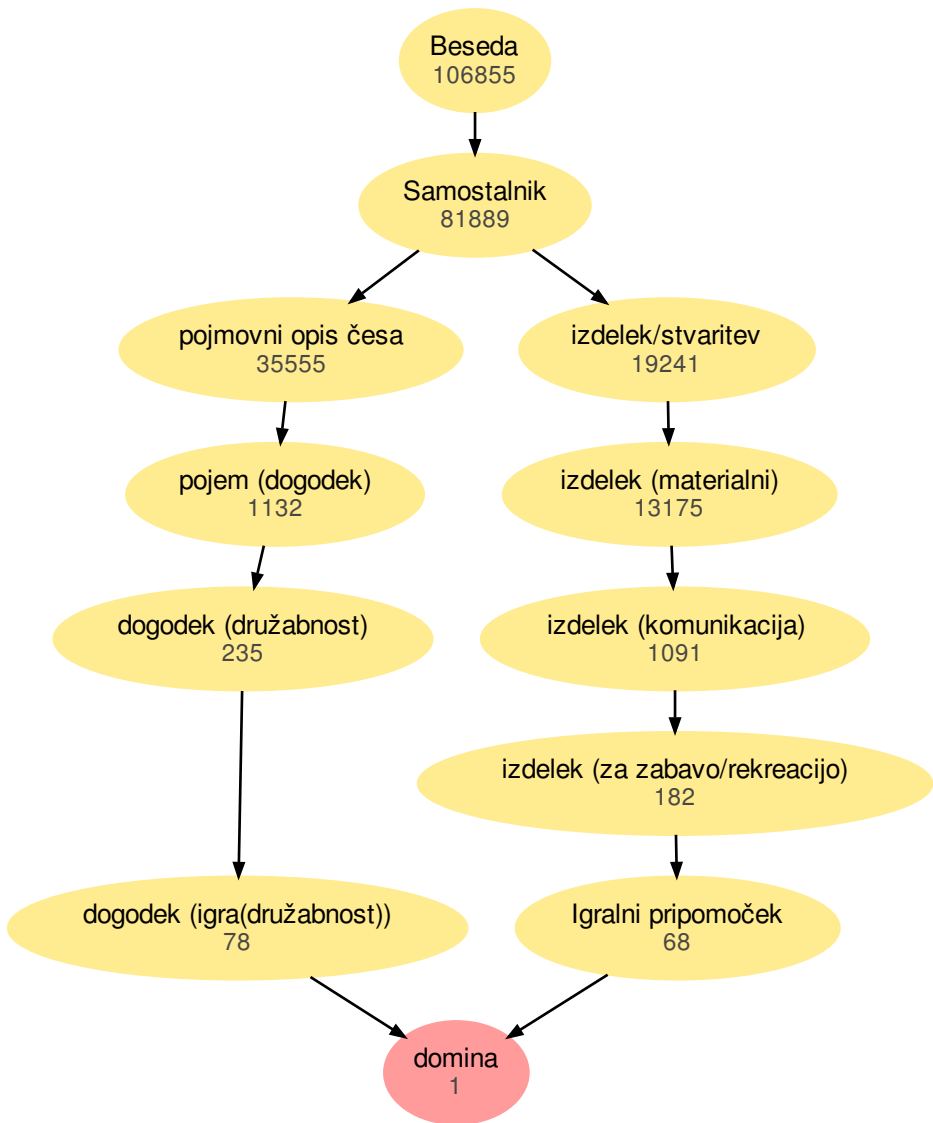 Beseda
106855
Samostalnik
81889
pojmovni opis česa
35555
izdelek/stvaritev
19241
pojem (dogodek)
1132
izdelek (materialni)
13175
dogodek (družabnost)
235
izdelek (komunikacija)
1091
izdelek (za zabavo/rekreacijo)
182
dogodek (igra(družabnost))
78
Igralni pripomoček
68
domina
1